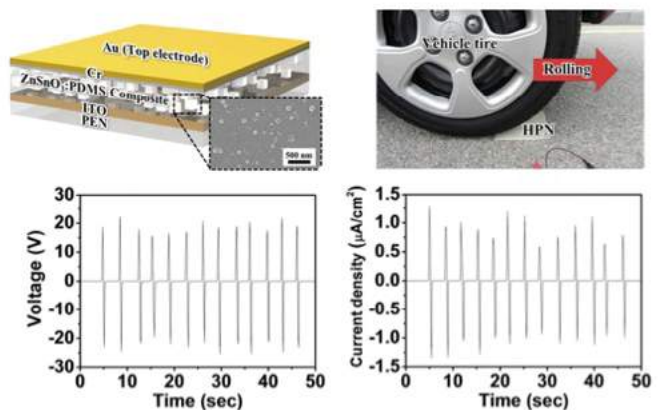 Au (Top electrode)
Cr
ZnSnO₃:PDMS Composite
ITO
PEN
500 nm
Vehicle tire
Rolling
HPN
30
20
10
0
-10
-20
-30
Voltage (V)
0 10 20 30 40 50
Time (sec)
1.5
1.0
0.5
0.0
-0.5
-1.0
-1.5
Current density (μA/cm²)
0 10 20 30 40 50
Time (sec)